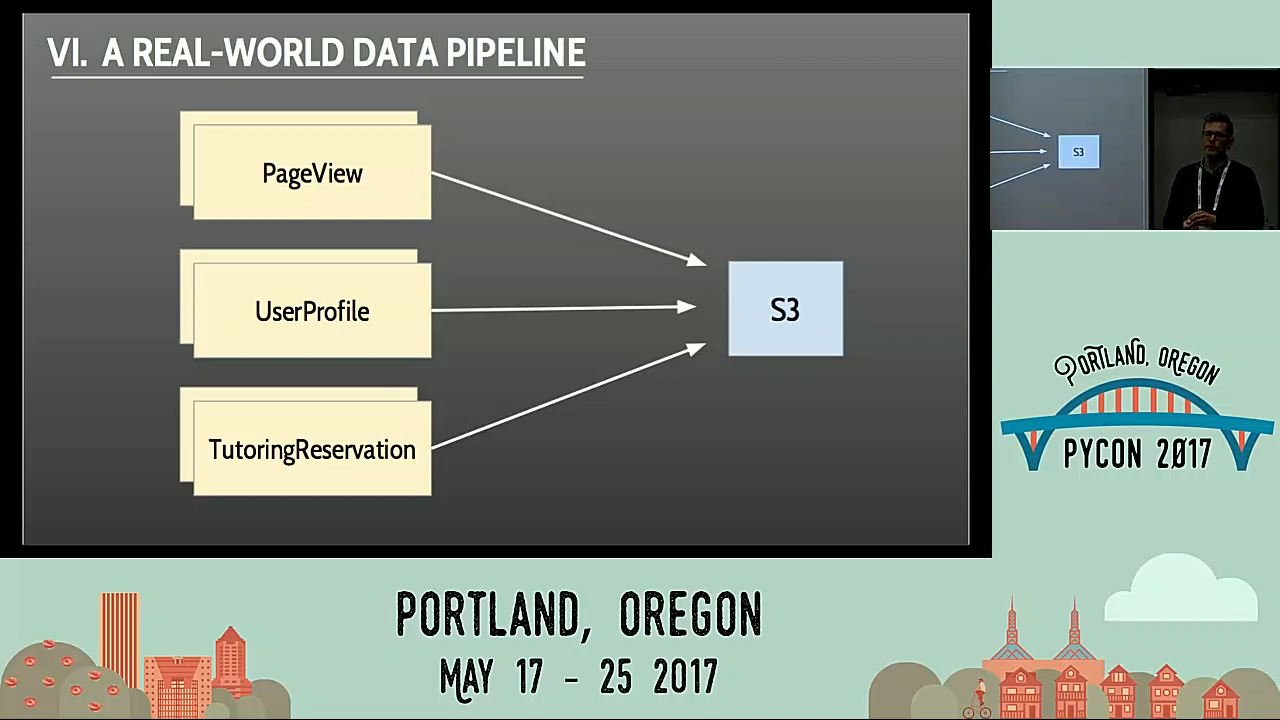 VI. A REAL-WORLD DATA PIPELINE
PageView
UserProfile
TutoringReservation
S3
S3
PORTLAND, OREGON
PYCON 2017
PORTLAND, OREGON
MAY 17 - 25 2017